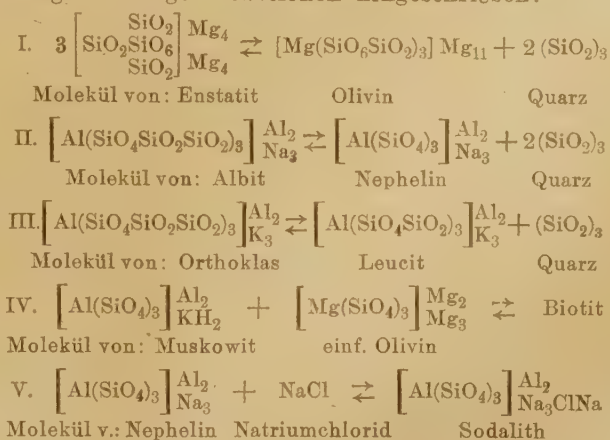 SiO₂
I. 3 [SiO₂SiO₆] Mg₄ ⇄ {Mg(SiO₆SiO₂)₃] Mg₁₁ + 2 (SiO₂)₃
SiO₂ Mg₄
Molekül von: Enstatit Olivin Quarz
II. [Al(SiO₄SiO₂SiO₂)₃] Al₂ Na₃ ⇄ [Al(SiO₄)₃] Al₂ Na₃ + 2(SiO₂)₃
Molekül von: Albit Nephelin Quarz
III. [Al(SiO₄SiO₂SiO₂)₃] Al₂ K₃ ⇄ [Al(SiO₄SiO₂)₃] Al₂ K₃ + (SiO₂)₃
Molekül von: Orthoklas Leucit Quarz
IV. [Al(SiO₄)₃] Al₂ KH₂ + [Mg(SiO₄)₃] Mg₂ Mg₃ ⇄ Biotit
Molekül von: Muskowit einf. Olivin
V. [Al(SiO₄)₃] Al₂ Na₃ + NaCl ⇄ [Al(SiO₄)₃] Al₂ Na₃ClNa
Molekül v.: Nephelin Natriumchlorid Sodalith